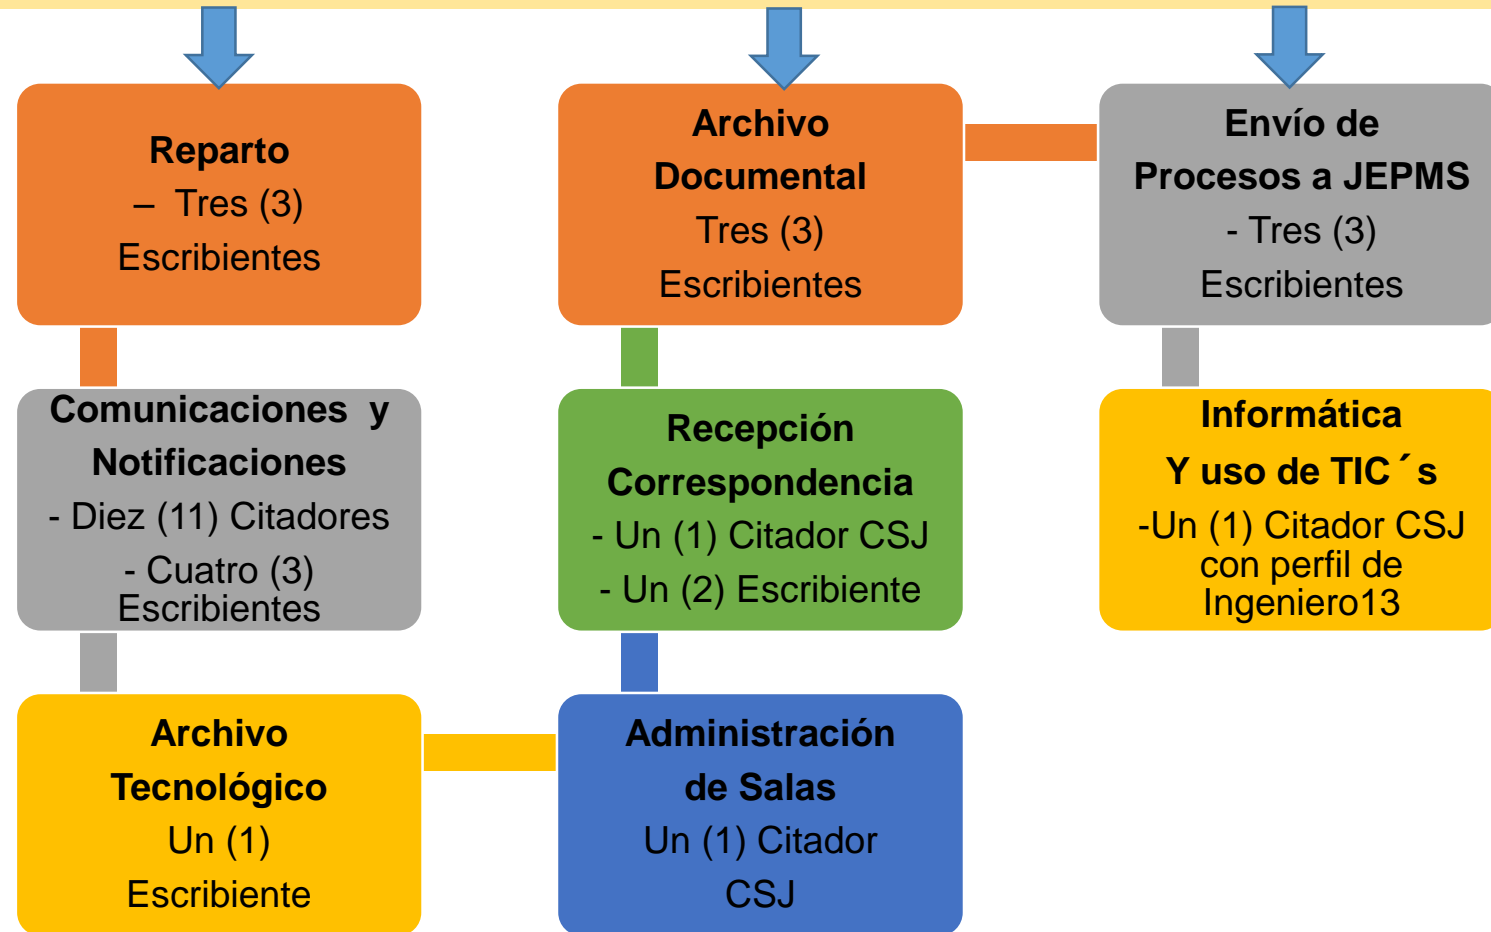 Reparto
– Tres (3)
Escribientes
Comunicaciones y
Notificaciones
- Diez (11) Citadores
- Cuatro (3)
Escribientes
Archivo
Tecnológico
Un (1)
Escribiente
Administración
de Salas
Un (1) Citador
CSJ
Recepción
Correspondencia
- Un (1) Citador CSJ
- Un (2) Escribiente
Archivo
Documental
Tres (3)
Escribientes
Envío de
Procesos a JEPMS
- Tres (3)
Escribientes
Informática
Y uso de TIC´s
-Un (1) Citador CSJ
con perfil de
Ingeniero13